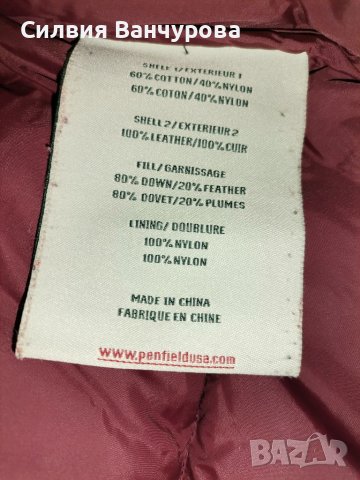 Силвия Ванчурова
SHELL 1/EXTERIEUR 1
60% COTTON/40% NYLON
60% COTON/40% NYLON
SHELL 2/EXTERIEUR 2
100% LEATHER/100% CUIR
FILL/GARNISSAGE
80% DOWN/20% FEATHER
80% DOVET/20% PLUMES
LINING/DOUBLURE
100% NYLON
100% NYLON
MADE IN CHINA
FABRIQUE EN CHINE
www.penfieldusa.com
BAZAR